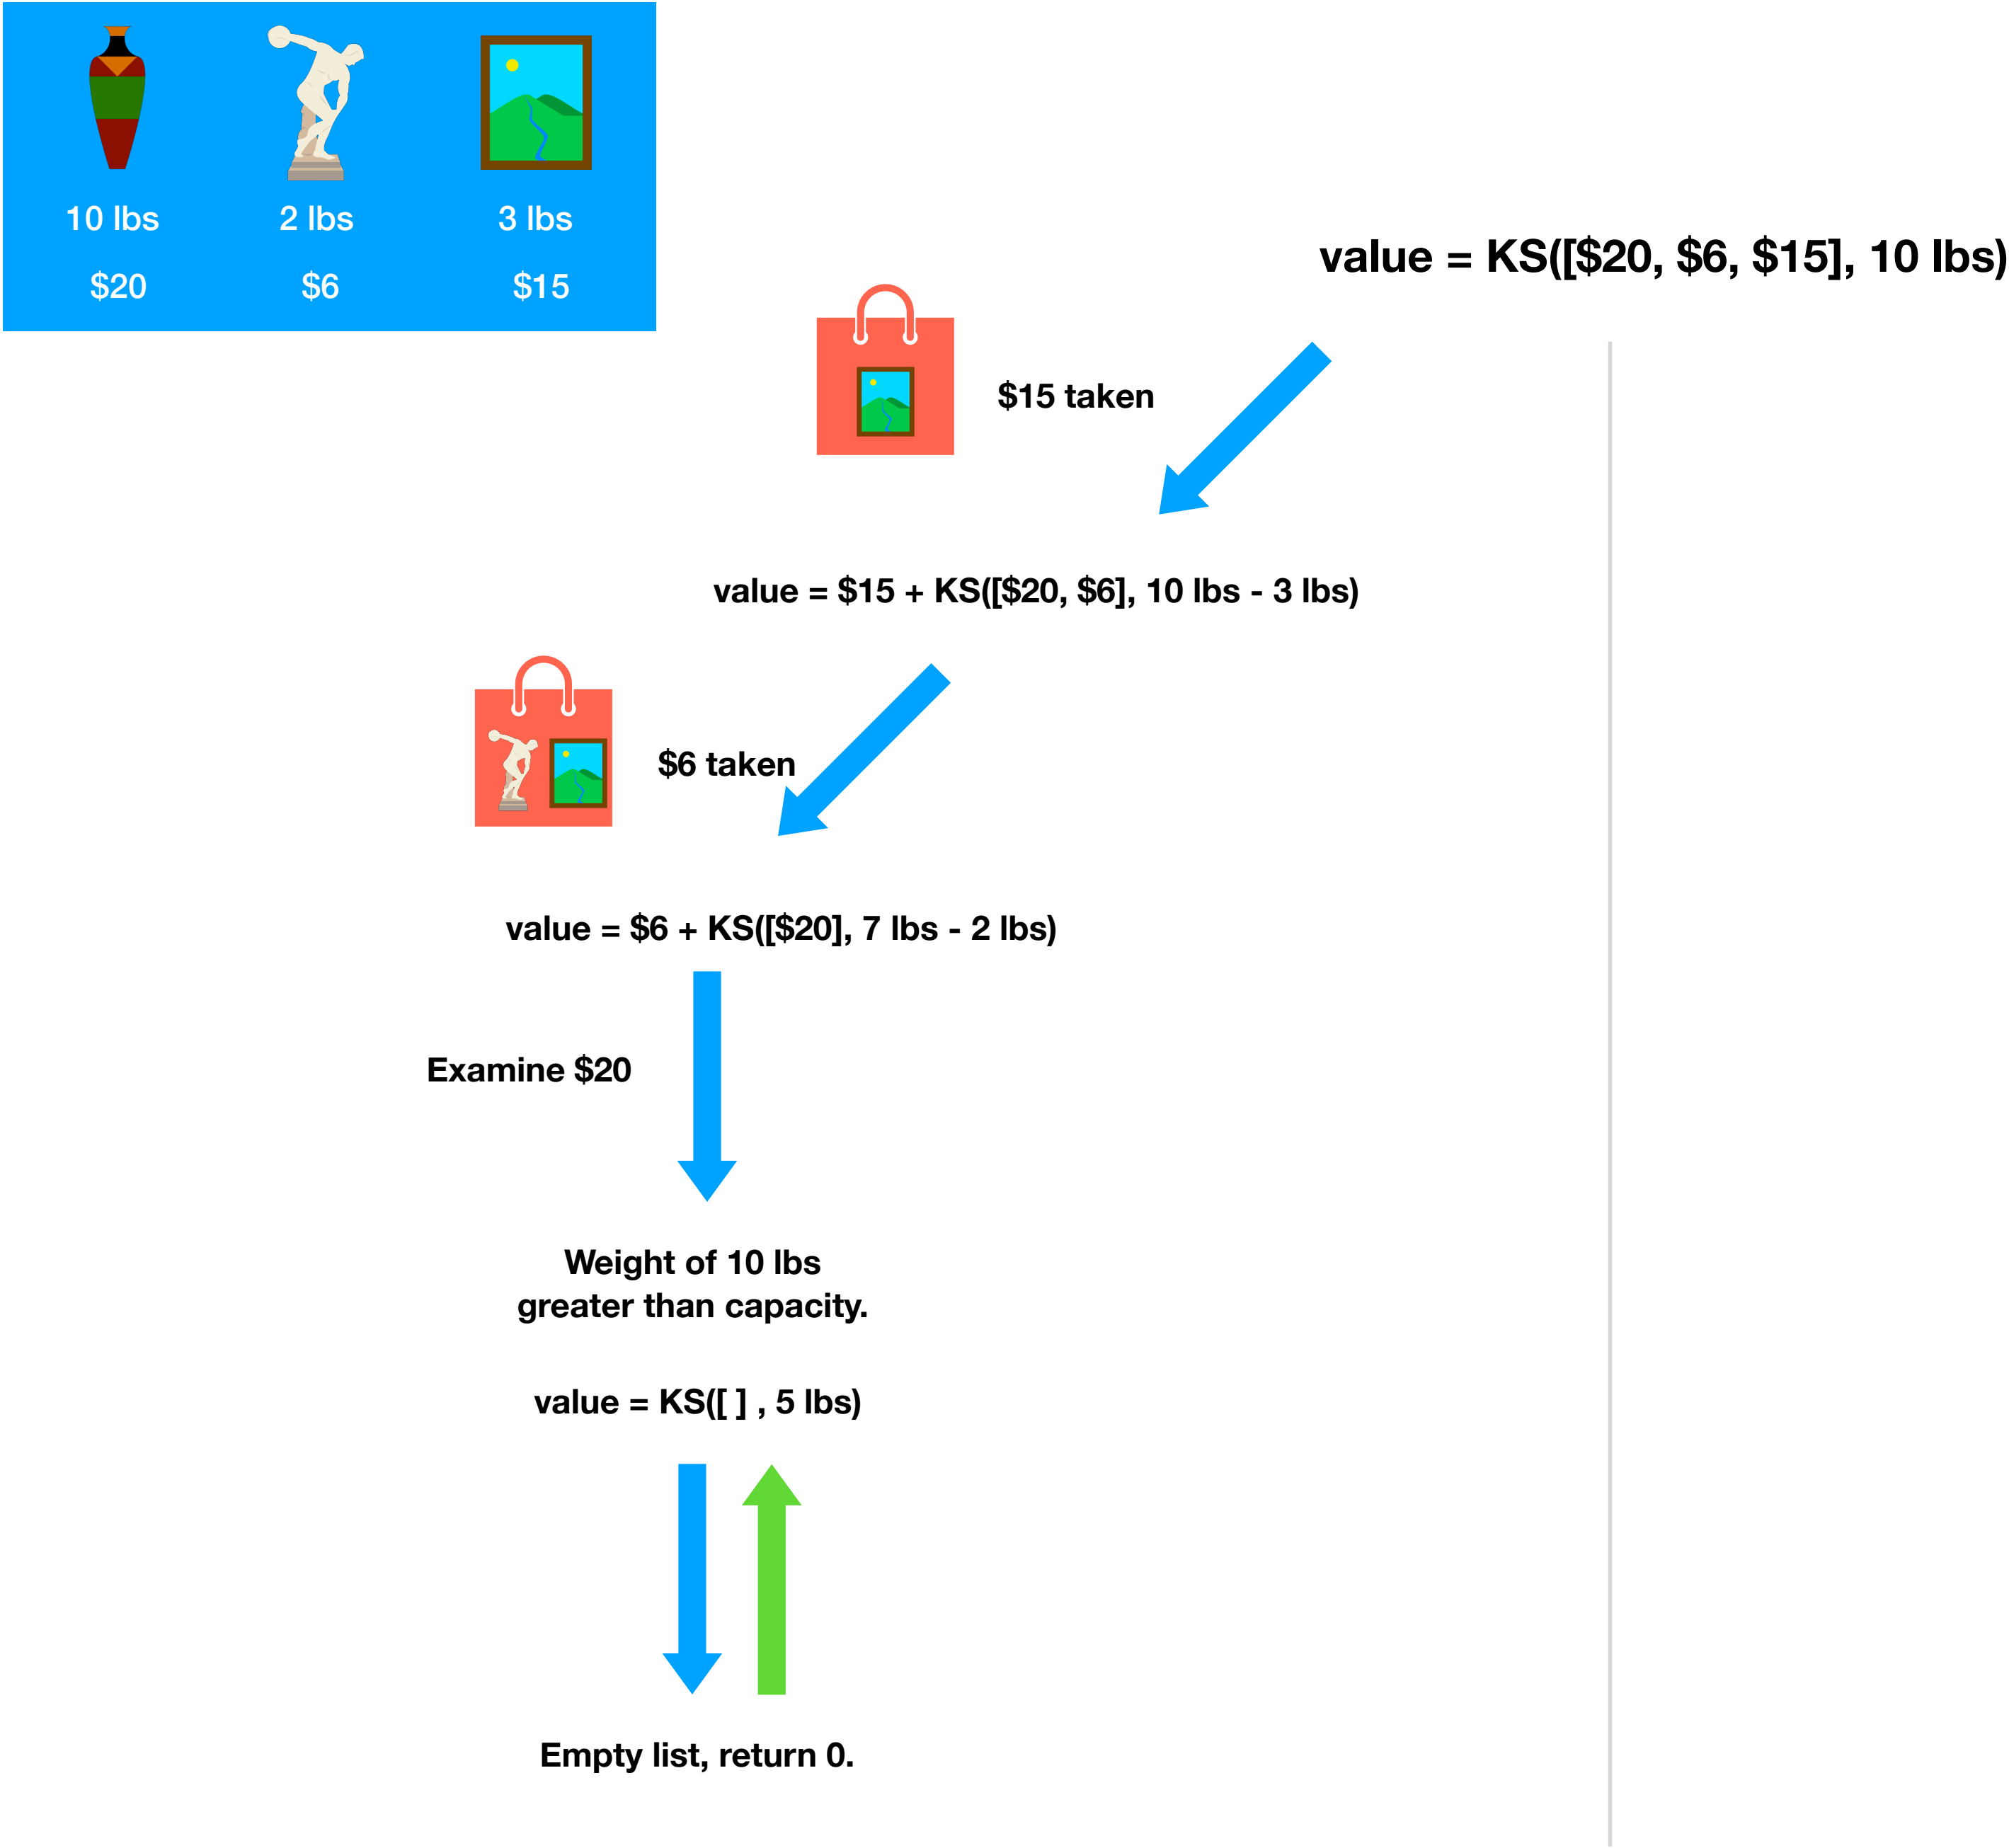 10 lbs
2 lbs
3 lbs
$20
$6
$15
value = KS([$20, $6, $15], 10 lbs)
$15 taken
value = $15 + KS([$20, $6], 10 lbs - 3 lbs)
$6 taken
value = $6 + KS([$20], 7 lbs - 2 lbs)
Examine $20
Weight of 10 lbs
greater than capacity.
value = KS([ ] , 5 lbs)
Empty list, return 0.